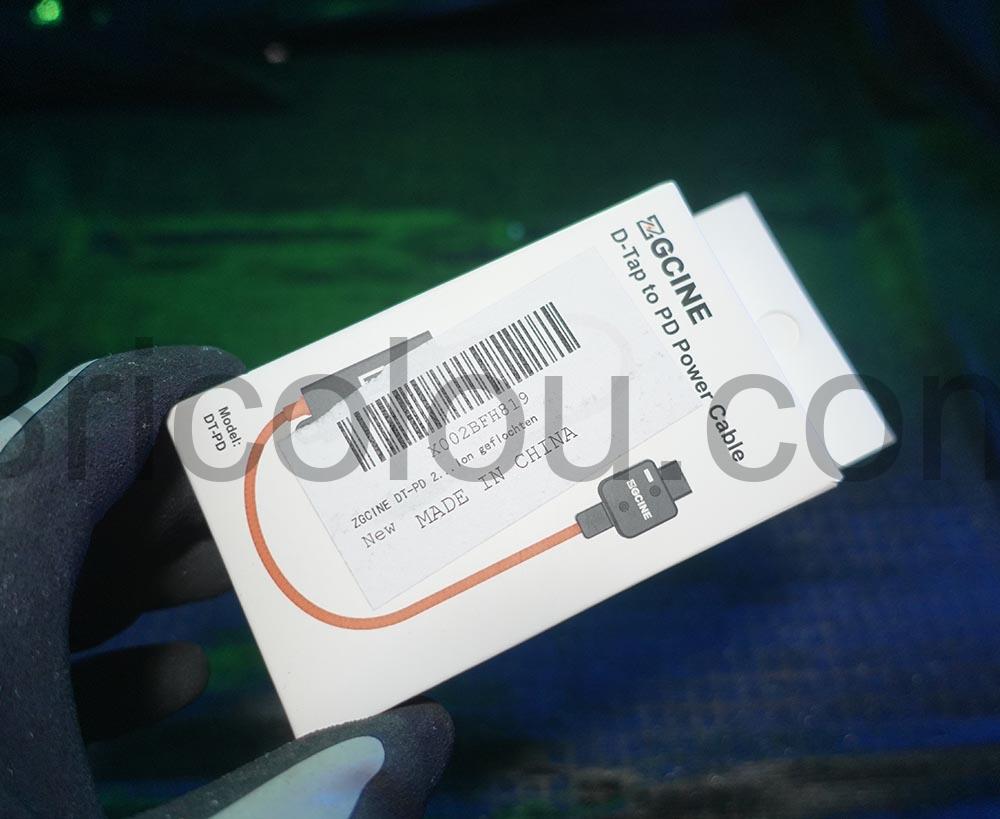 ZGCINE
D-Tap to PD Power Cable
Model:
DT-PD
X002BFH819
ZGCINE DT-PD 2...on geflochten
New MADE IN CHINA
ZGCINE
Bricolou.com